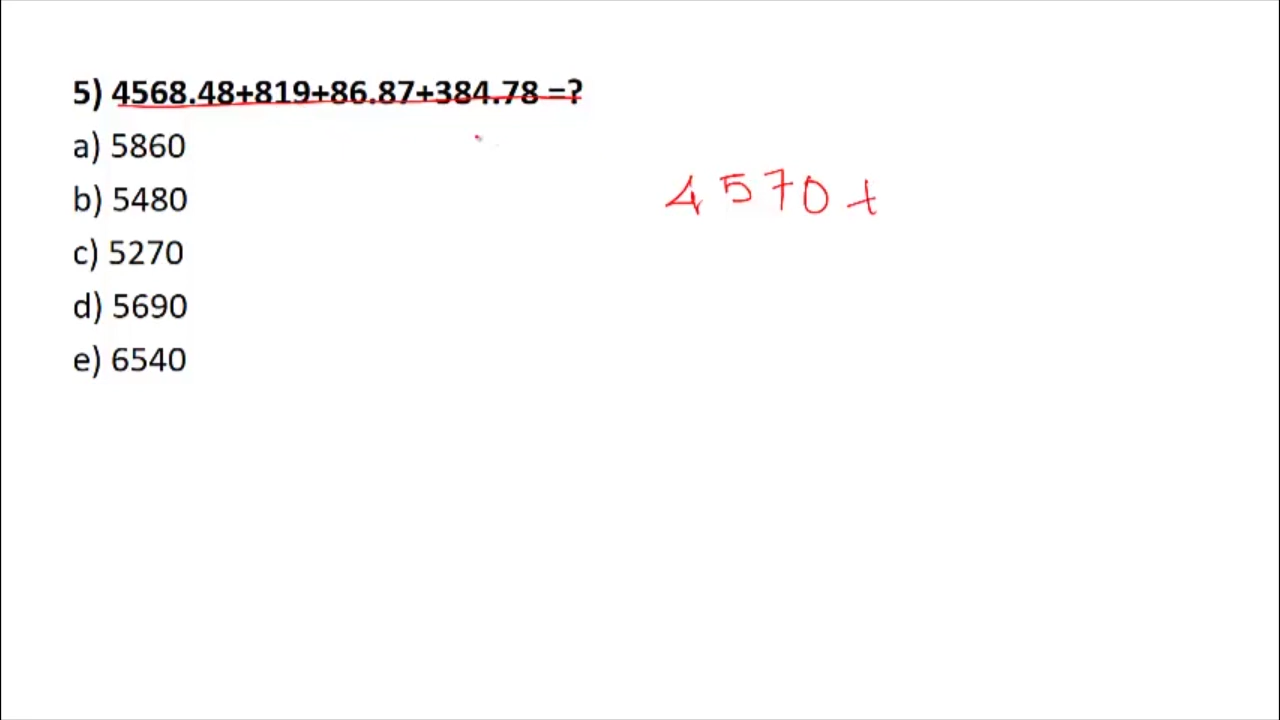 5) 4568.48+819+86.87+384.78 =?
a) 5860
4570 +
b) 5480
c) 5270
d) 5690
e) 6540